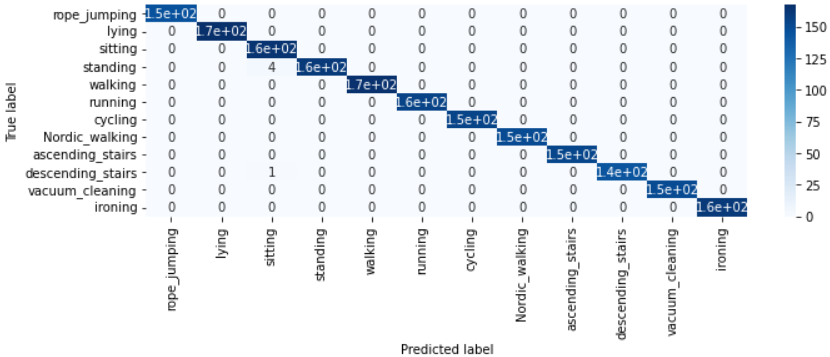 rope_jumping 1.5e+02 0 0 0 0 0 0 0 0 0 0 0
lying 0 1.7e+02 0 0 0 0 0 0 0 0 0 0
sitting 0 0 1.6e+02 0 0 0 0 0 0 0 0 0
standing 0 0 4 1.6e+02 0 0 0 0 0 0 0 0
walking 0 0 0 0 1.7e+02 0 0 0 0 0 0 0
running 0 0 0 0 0 1.6e+02 0 0 0 0 0 0
cycling 0 0 0 0 0 0 1.5e+02 0 0 0 0 0
Nordic_walking 0 0 0 0 0 0 0 1.5e+02 0 0 0 0
ascending_stairs 0 0 0 0 0 0 0 0 1.5e+02 0 0 0
descending_stairs 0 0 1 0 0 0 0 0 0 1.4e+02 0 0
vacuum_cleaning 0 0 0 0 0 0 0 0 0 0 1.5e+02 0
ironing 0 0 0 0 0 0 0 0 0 0 0 1.6e+02
True label
rope_jumping
lying
sitting
standing
walking
running
cycling
Nordic_walking
ascending_stairs
descending_stairs
vacuum_cleaning
ironing
Predicted label
150
125
100
75
50
25
0